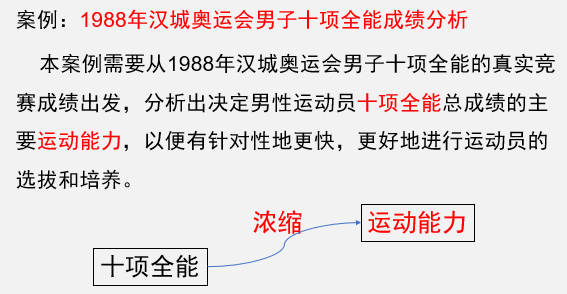 案例：1988年汉城奥运会男子十项全能成绩分析
本案例需要从1988年汉城奥运会男子十项全能的真实竞
赛成绩出发，分析出决定男性运动员十项全能总成绩的主
要运动能力，以便有针对性地更快，更好地进行运动员的
选拔和培养。
浓缩
运动能力
十项全能